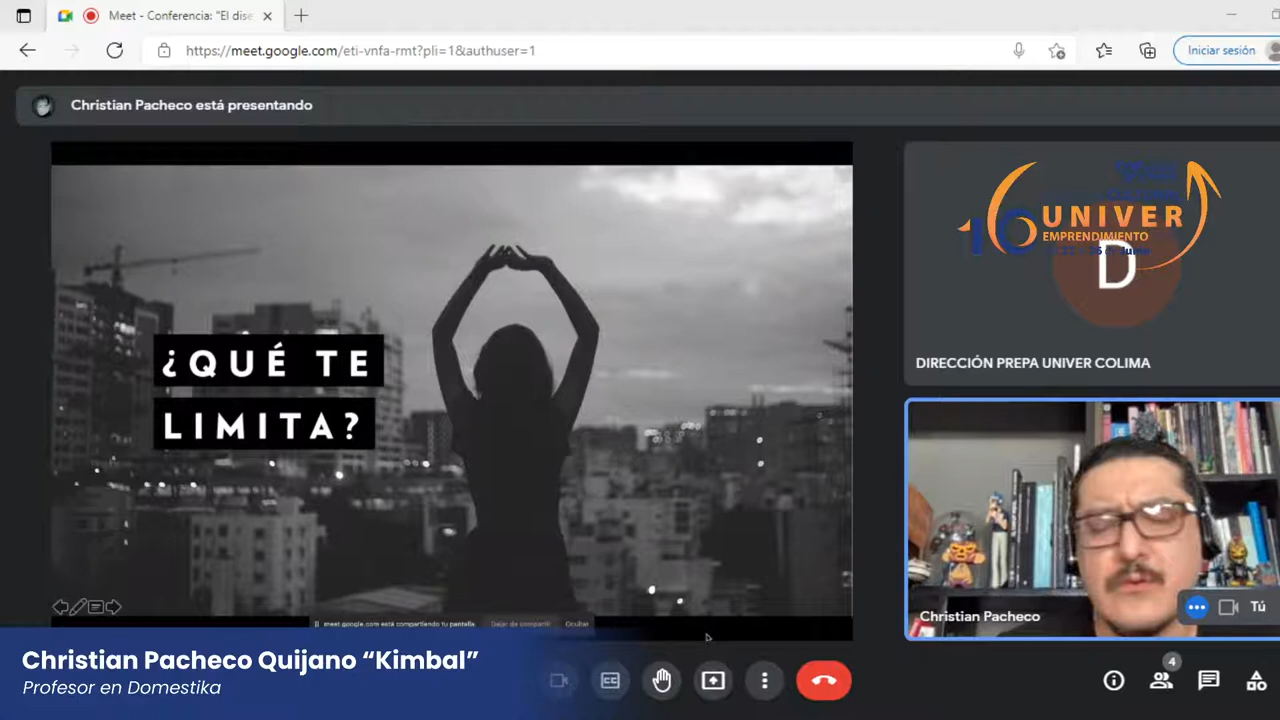 Meet - Conferencia: "El dise
https://meet.google.com/eti-vnfa-rmt?pli=1&authuser=1
Iniciar sesión
Christian Pacheco está presentando
¿QUÉ TE
LIMITA?
UNIVER
EMPRENDIMIENTO
D
DIRECCIÓN PREPA UNIVER COLIMA
Christian Pacheco
Tú
meet.google.com está compartiendo tu pantalla.
Dejar de compartir
Ocultar
Christian Pacheco Quijano “Kimbal”
Profesor en Domestika
CC
4